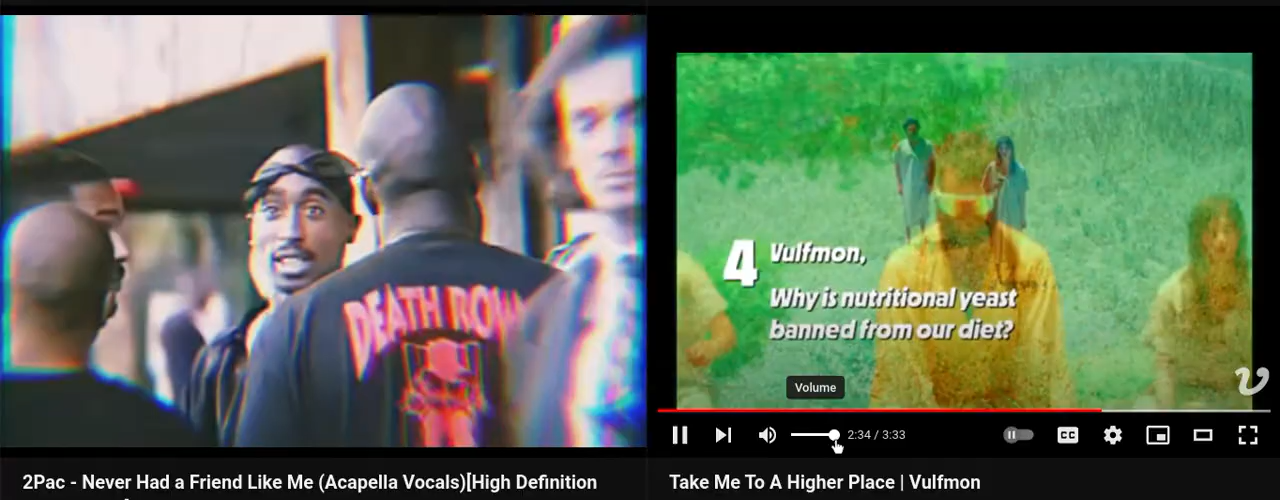 DEATH ROW
4 Vulfmon,
Why is nutritional yeast
banned from our diet?
Volume
2:34 / 3:33
CC
2Pac - Never Had a Friend Like Me (Acapella Vocals)[High Definition
Take Me To A Higher Place | Vulfmon